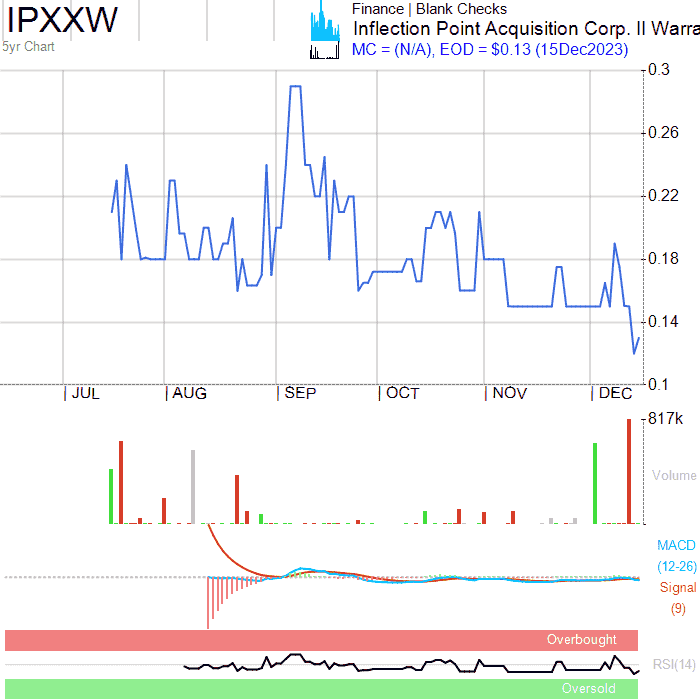 IPXXW
5yr Chart
Finance | Blank Checks
Inflection Point Acquisition Corp. II Warra
MC = (N/A), EOD = $0.13 (15Dec2023)
0.3
0.26
0.22
0.18
0.14
0.1
JUL AUG SEP OCT NOV DEC
817k
Volume
MACD
(12-26)
Signal
(9)
Overbought
RSI(14)
Oversold